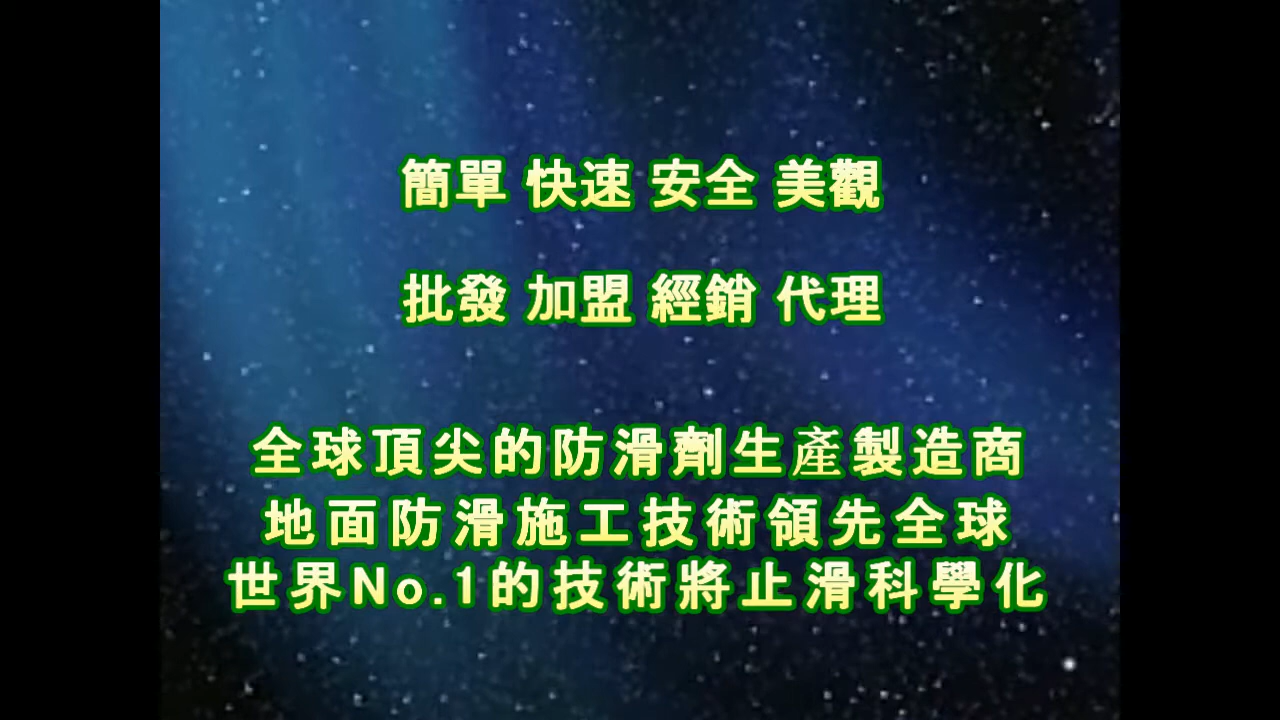 簡單 快速 安全 美觀
批發 加盟 經銷 代理
全球頂尖的防滑劑生產製造商
地面防滑施工技術領先全球
世界No.1的技術將止滑科學化